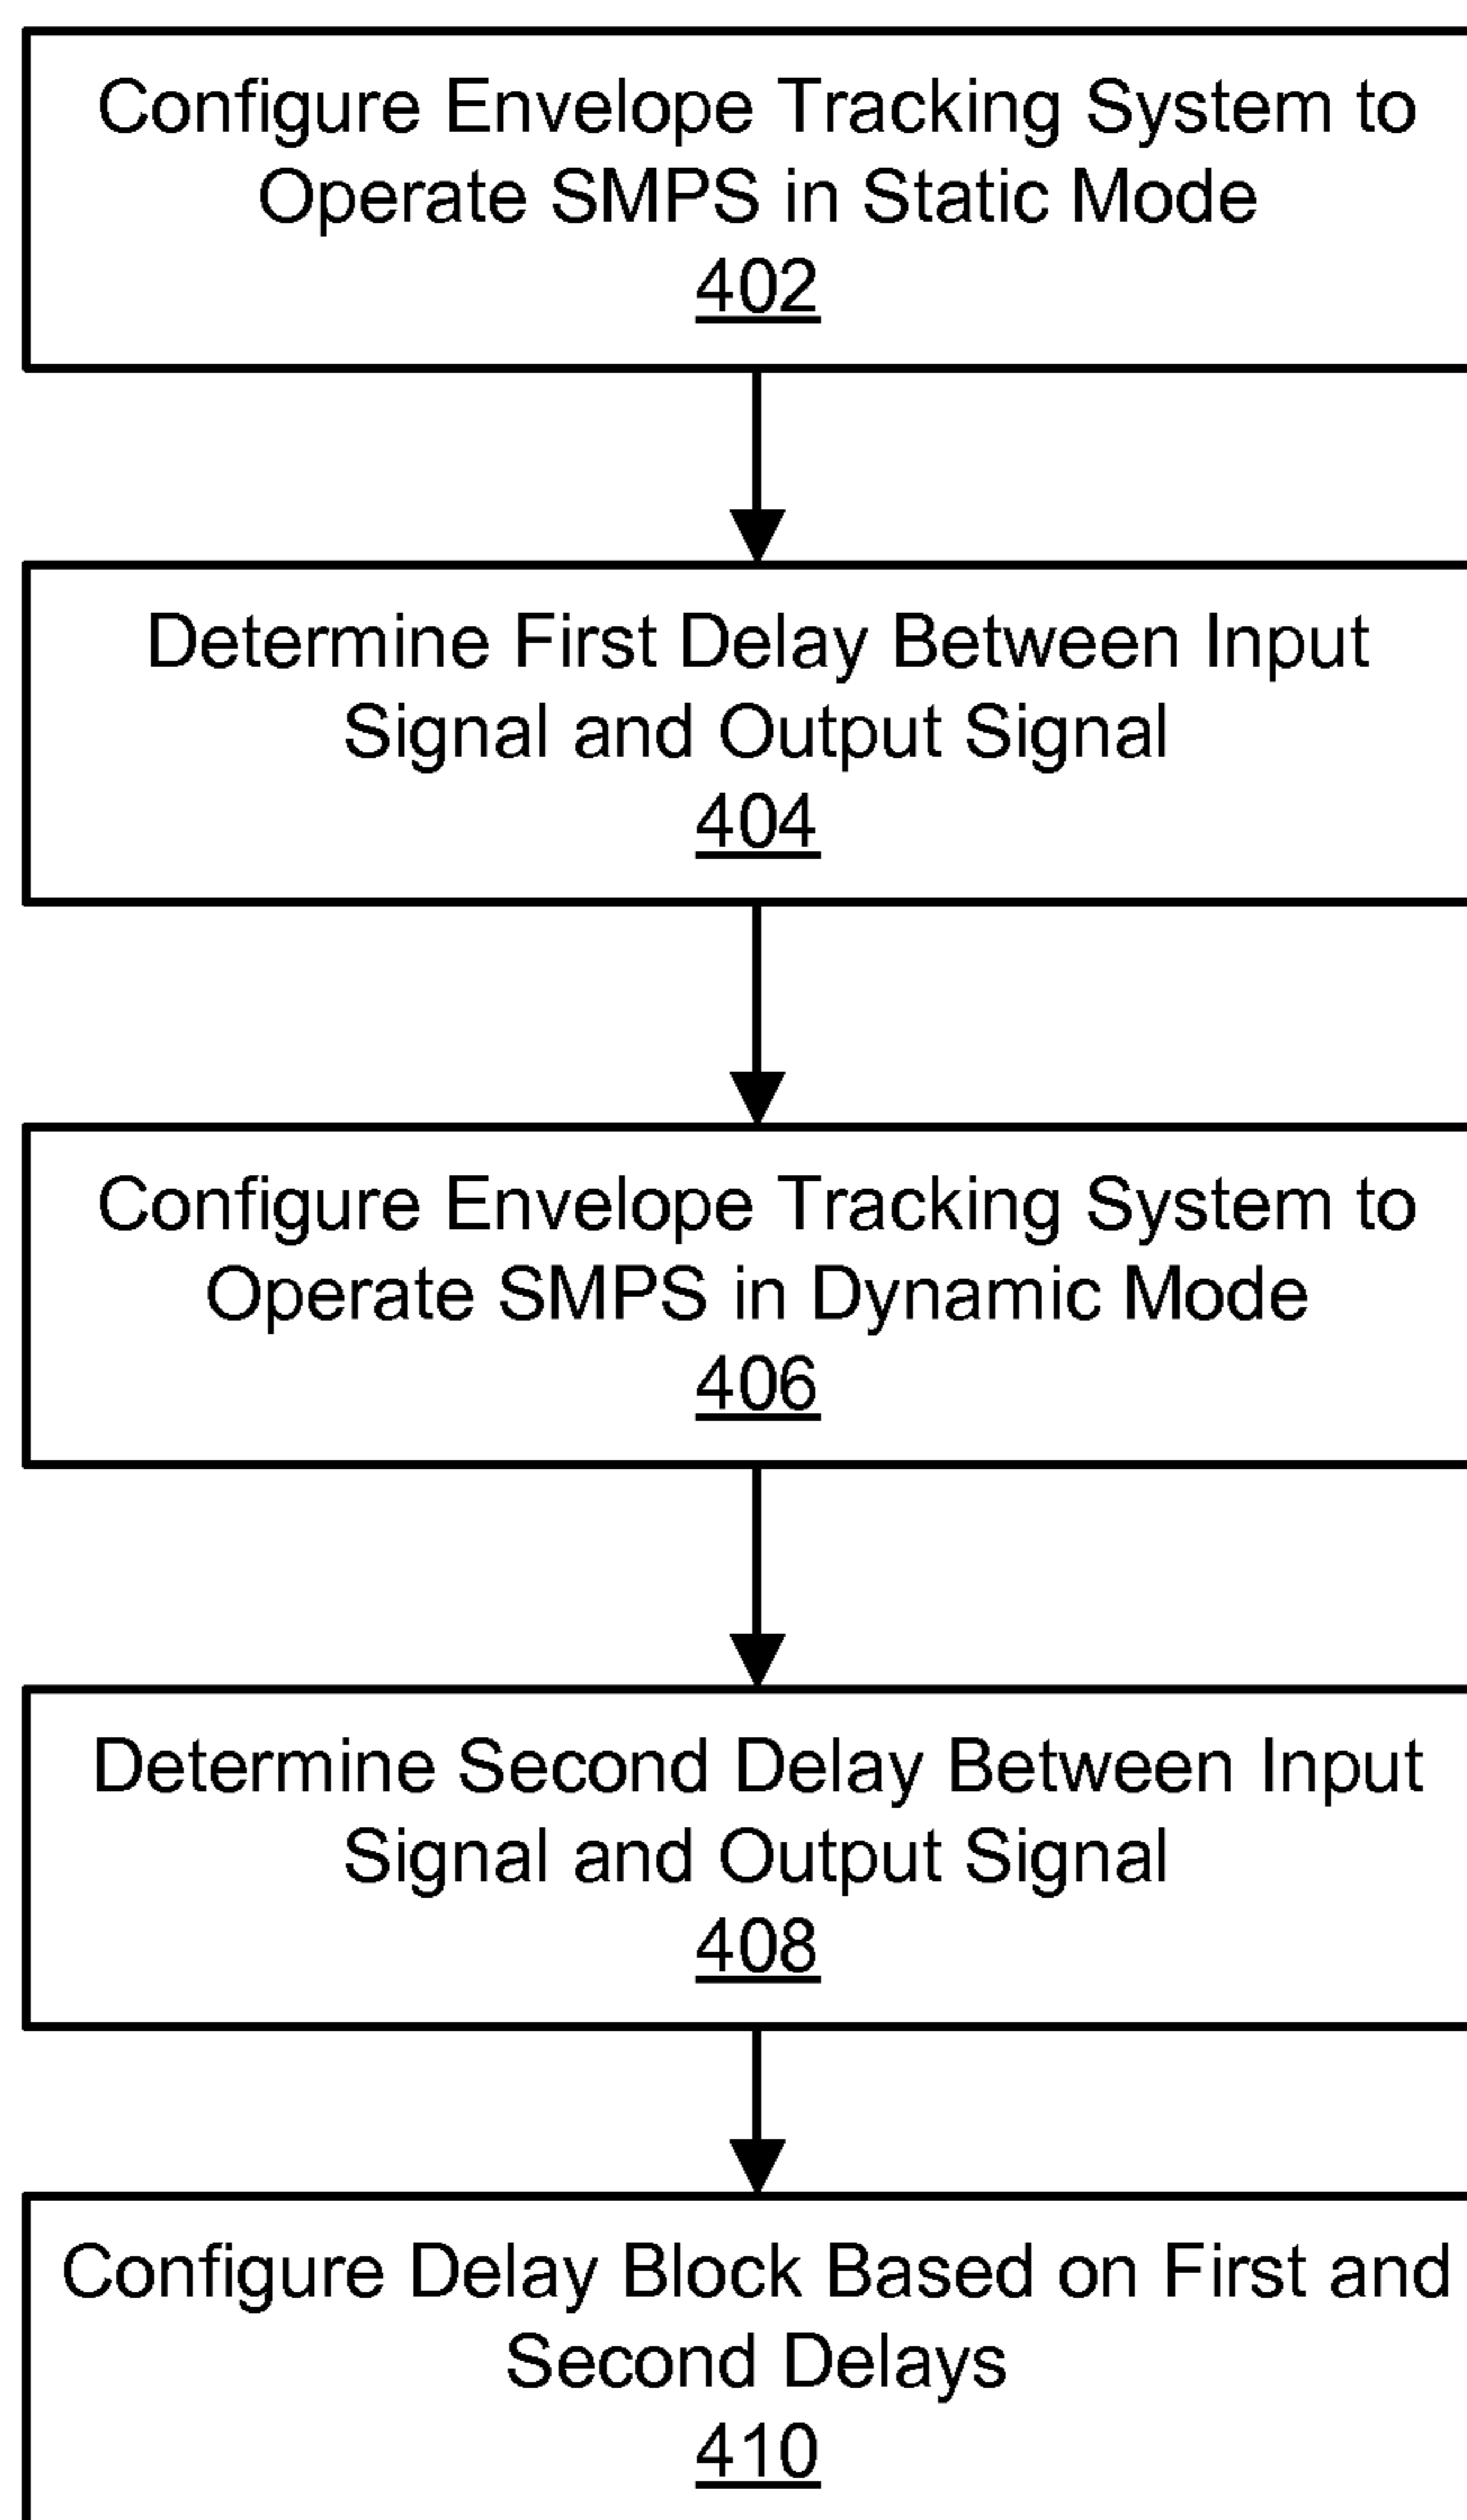 Configure Envelope Tracking System to
Operate SMPS in Static Mode
402
Determine First Delay Between Input
Signal and Output Signal
404
Configure Envelope Tracking System to
Operate SMPS in Dynamic Mode
406
Determine Second Delay Between Input
Signal and Output Signal
408
Configure Delay Block Based on First and
Second Delays
410